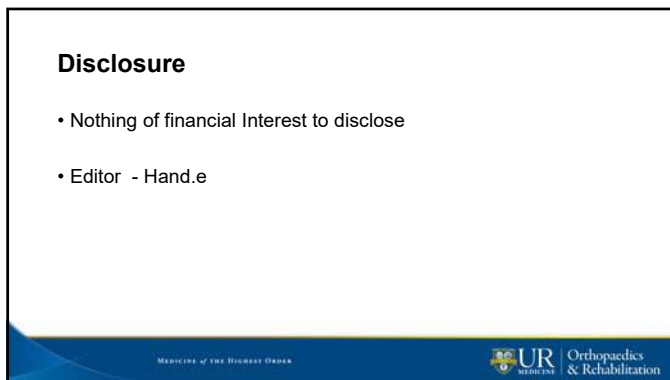 Disclosure
• Nothing of financial Interest to disclose
• Editor - Hand.e
MEDICINE of THE HIGHEST ORDER
UR MEDICINE
Orthopaedics
& Rehabilitation